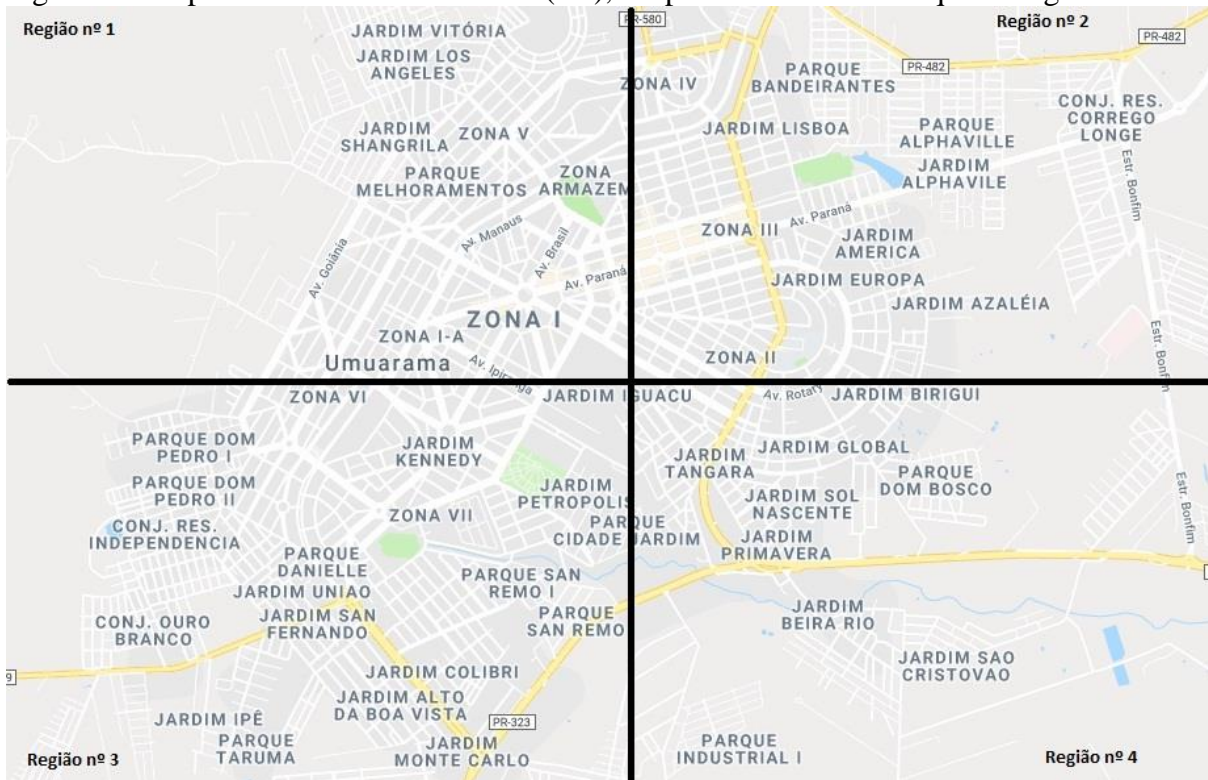 Região nº 1
JARDIM VITÓRIA
JARDIM LOS
ANGELES
JARDIM
SHANGRILA
ZONA V
PARQUE
MELHORAMENTOS
ZONA
ARMAZEM
Av. Manaus
Av. Brasil
Av. Goiânia
Av. Paraná
ZONA I
ZONA I-A
Umuarama
Av. Ipiranga
Região nº 2
PR-580
PR-482
PR-482
ZONA IV
PARQUE
BANDEIRANTES
CONJ. RES.
CORREGO
LONGE
JARDIM LISBOA
PARQUE
ALPHAVILLE
JARDIM
ALPHAVILE
Estr. Bonfim
Av. Paraná
ZONA III
JARDIM
AMERICA
JARDIM EUROPA
JARDIM AZALÉIA
ZONA II
Estr. Bonfim
ZONA VI
JARDIM IGUACU
PARQUE DOM
PEDRO I
JARDIM
KENNEDY
PARQUE DOM
PEDRO II
JARDIM
PETROPOLIS
CONJ. RES.
INDEPENDENCIA
ZONA VII
PARQUE
CIDADE JARDIM
PARQUE
DANIELLE
JARDIM UNIAO
PARQUE SAN
REMO I
CONJ. OURO
BRANCO
JARDIM SAN
FERNANDO
PARQUE
SAN REMO
9
JARDIM COLIBRI
JARDIM ALTO
DA BOA VISTA
JARDIM IPÊ
PR-323
PARQUE
TARUMA
JARDIM
MONTE CARLO
Região nº 3
Av. Rotary
JARDIM BIRIGUI
JARDIM
TANGARA
JARDIM GLOBAL
PARQUE
DOM BOSCO
JARDIM SOL
NASCENTE
Estr. Bonfim
JARDIM
PRIMAVERA
JARDIM
BEIRA RIO
JARDIM SAO
CRISTOVAO
PARQUE
INDUSTRIAL I
Região nº 4